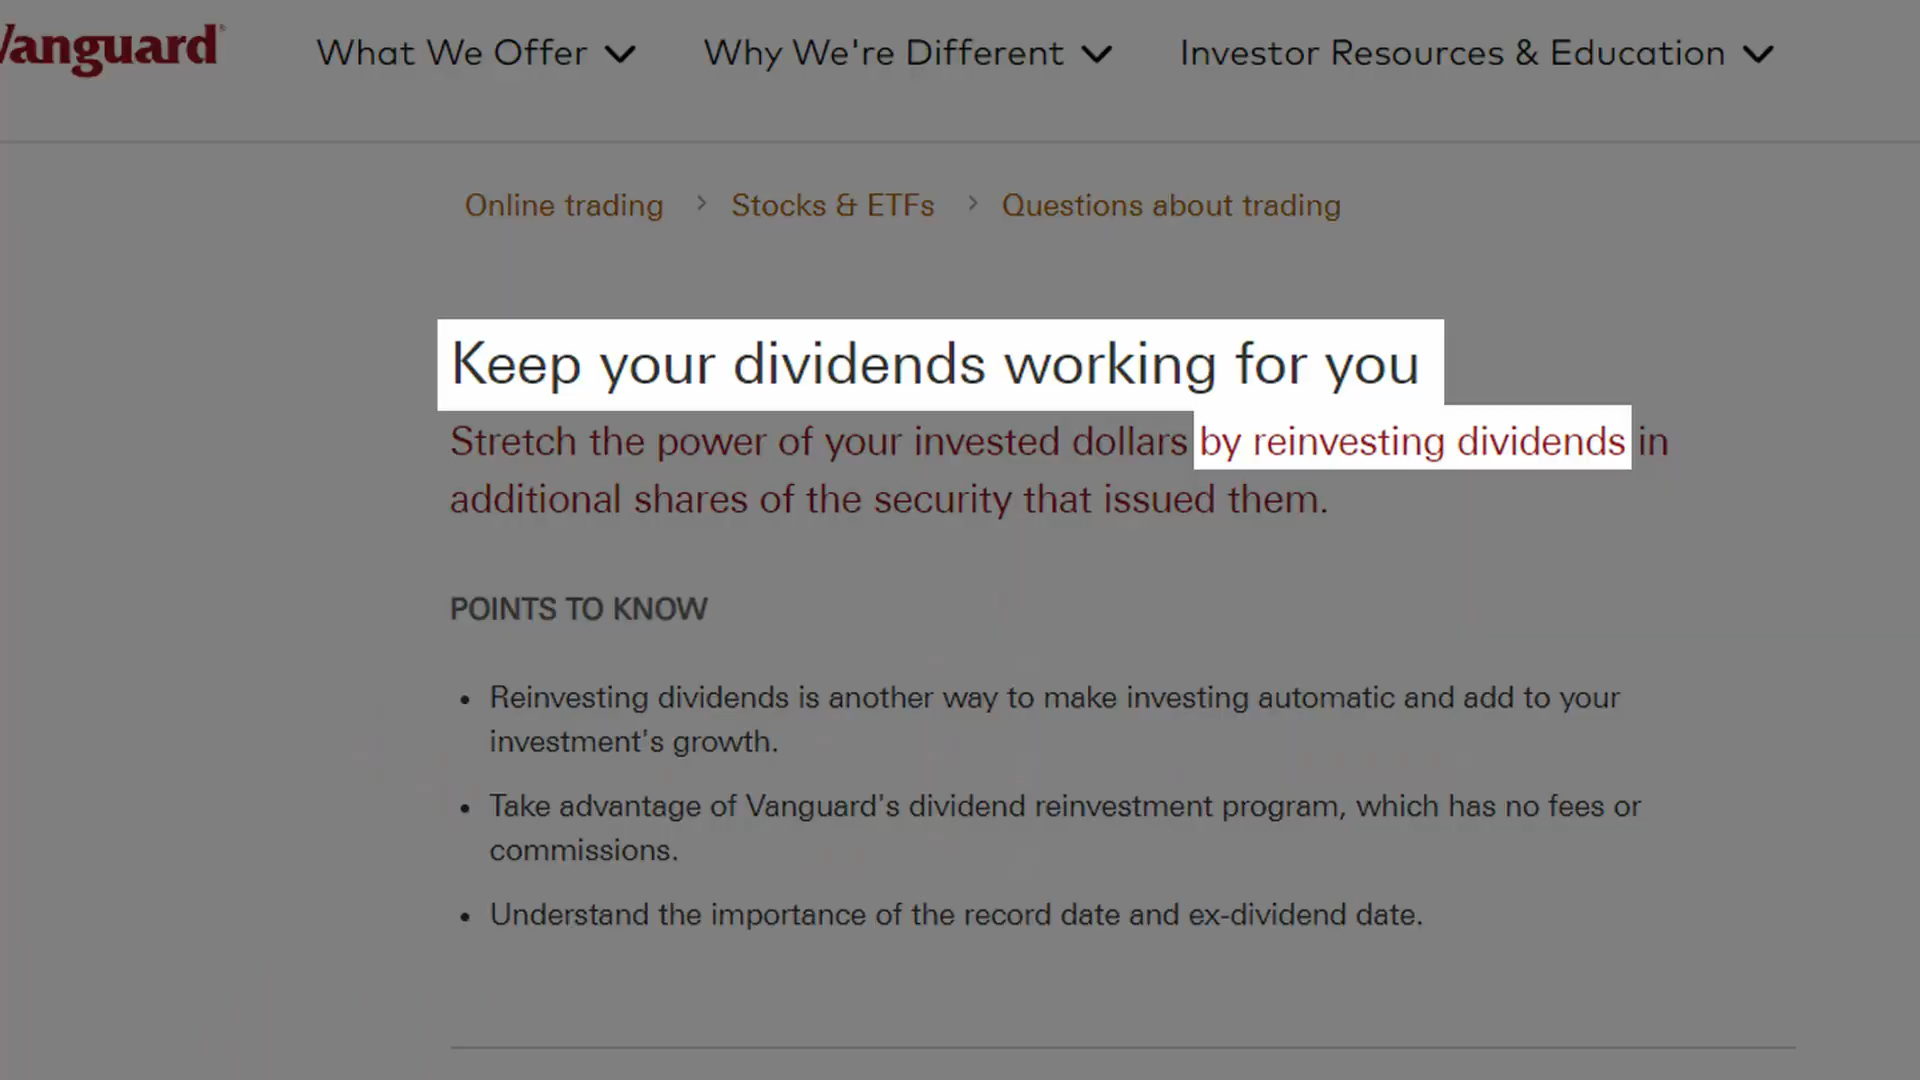 Vanguard®
What We Offer
Why We're Different
Investor Resources & Education
Online trading > Stocks & ETFs > Questions about trading
Keep your dividends working for you
Stretch the power of your invested dollars by reinvesting dividends in
additional shares of the security that issued them.
POINTS TO KNOW
• Reinvesting dividends is another way to make investing automatic and add to your
investment's growth.
• Take advantage of Vanguard's dividend reinvestment program, which has no fees or
commissions.
• Understand the importance of the record date and ex-dividend date.